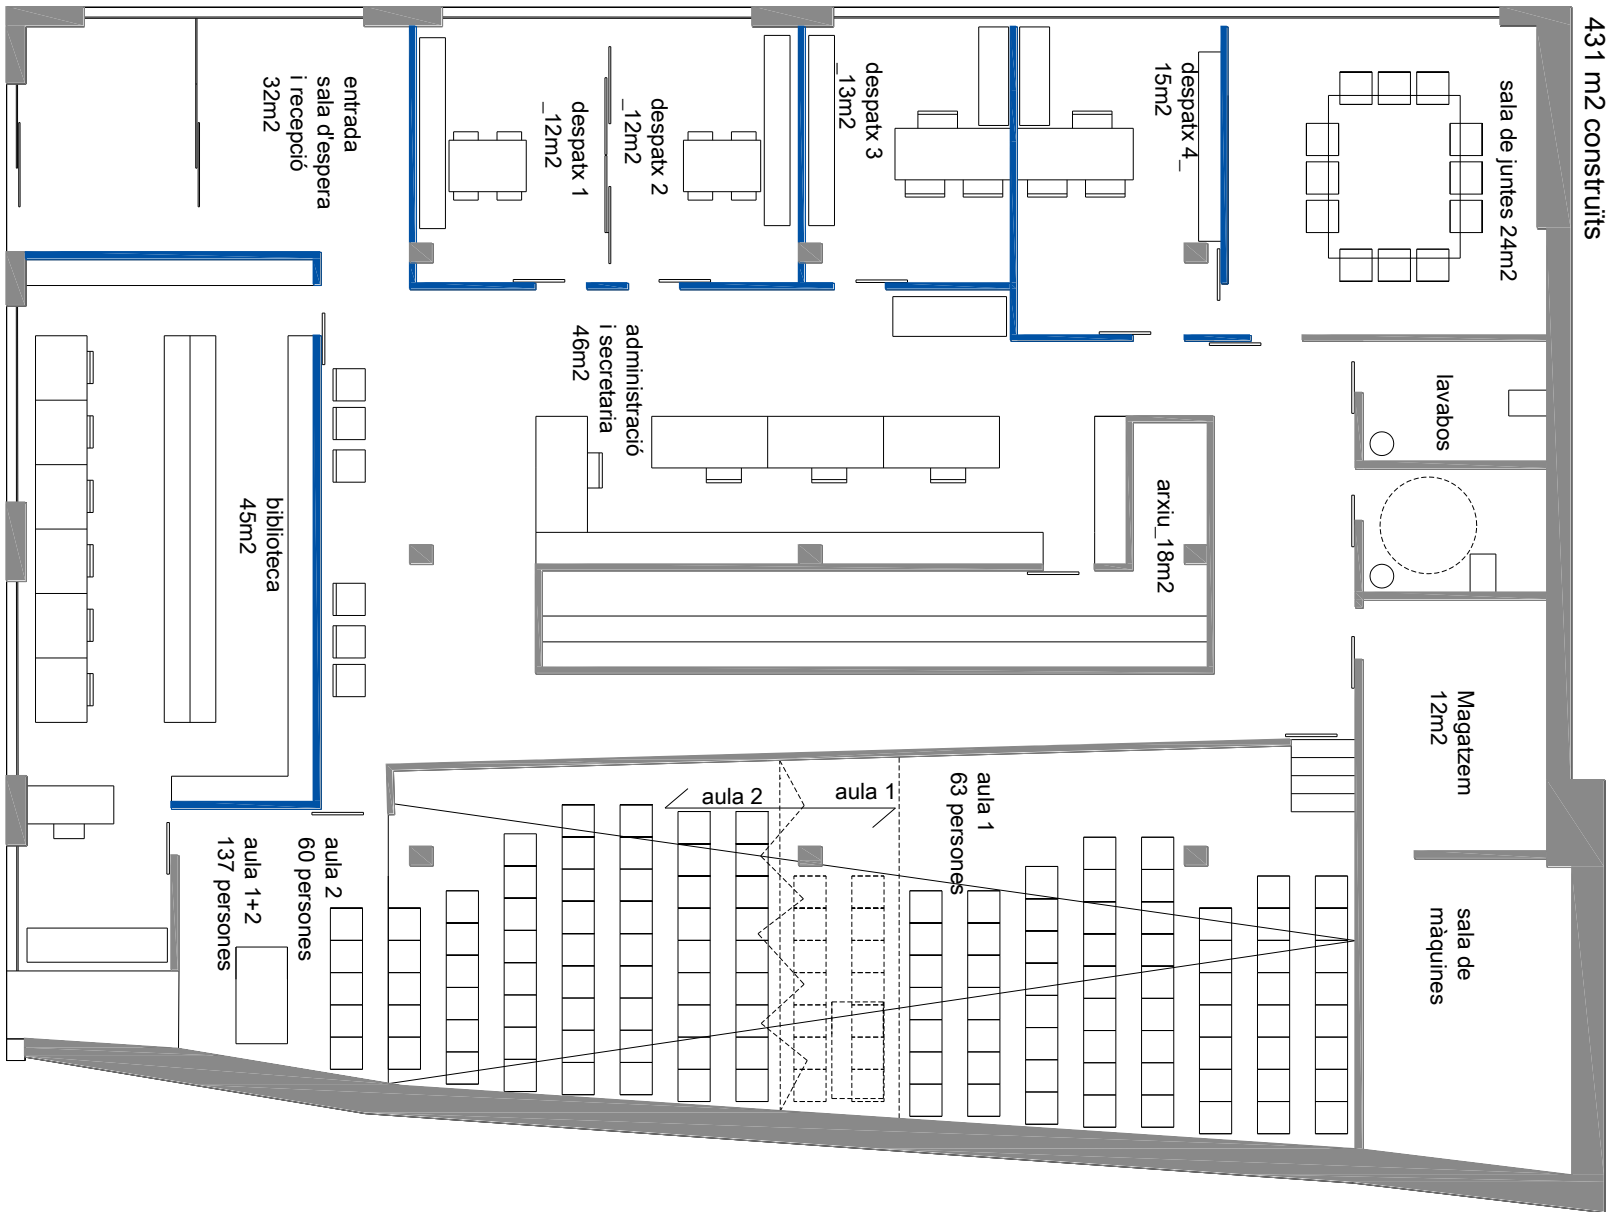 431 m2 construïts
entrada
sala d'espera
i recepció
32m2
despatx 1
_12m2
despatx 2
_12m2
despatx 3
_13m2
despatx 4_
15m2
sala de juntes 24m2
administració
i secretaria
46m2
lavabos
arxiu_18m2
biblioteca
45m2
Magatzem
12m2
sala de
màquines
aula 2
aula 1
aula 1
63 persones
aula 2
60 persones
aula 1+2
137 persones